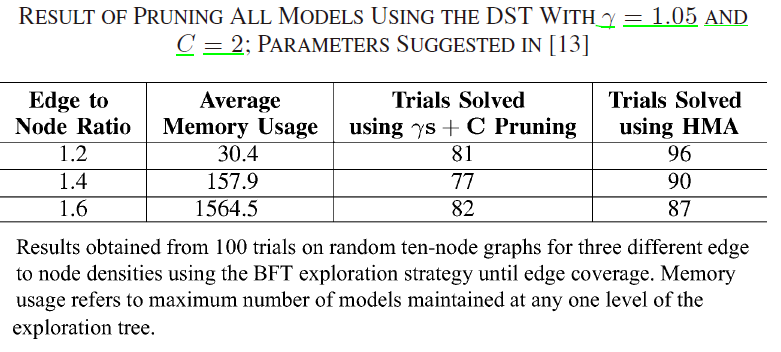 RESULT OF PRUNING ALL MODELS USING THE DST WITH γ = 1.05 AND
C = 2; PARAMETERS SUGGESTED IN [13]
Edge to Node Ratio | Average Memory Usage | Trials Solved using γs + C Pruning | Trials Solved using HMA
1.2 | 30.4 | 81 | 96
1.4 | 157.9 | 77 | 90
1.6 | 1564.5 | 82 | 87
Results obtained from 100 trials on random ten-node graphs for three different edge
to node densities using the BFT exploration strategy until edge coverage. Memory
usage refers to maximum number of models maintained at any one level of the
exploration tree.